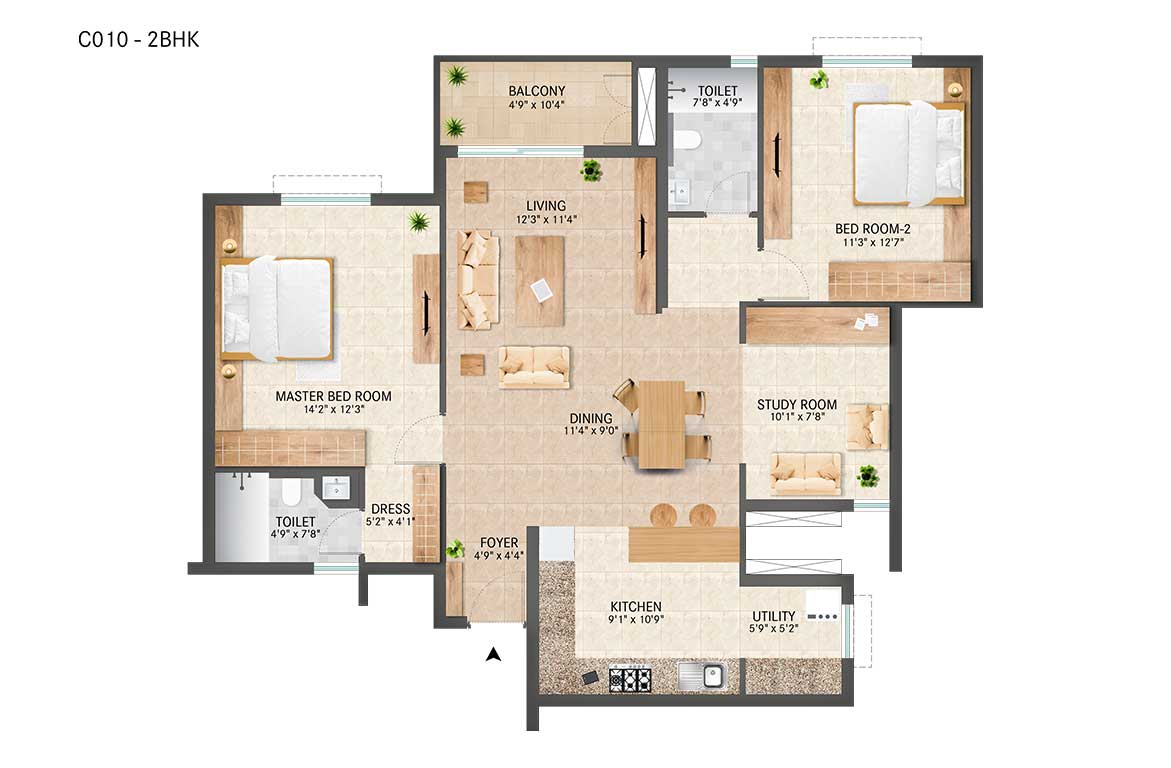 C010 - 2BHK
BALCONY
4'9" x 10'4"
TOILET
7'8" x 4'9"
LIVING
12'3" x 11'4"
BED ROOM-2
11'3" x 12'7"
MASTER BED ROOM
14'2" x 12'3"
DINING
11'4" x 9'0"
STUDY ROOM
10'1" x 7'8"
TOILET
4'9" x 7'8"
DRESS
5'2" x 4'1"
FOYER
4'9" x 4'4"
KITCHEN
9'1" x 10'9"
UTILITY
5'9" x 5'2"